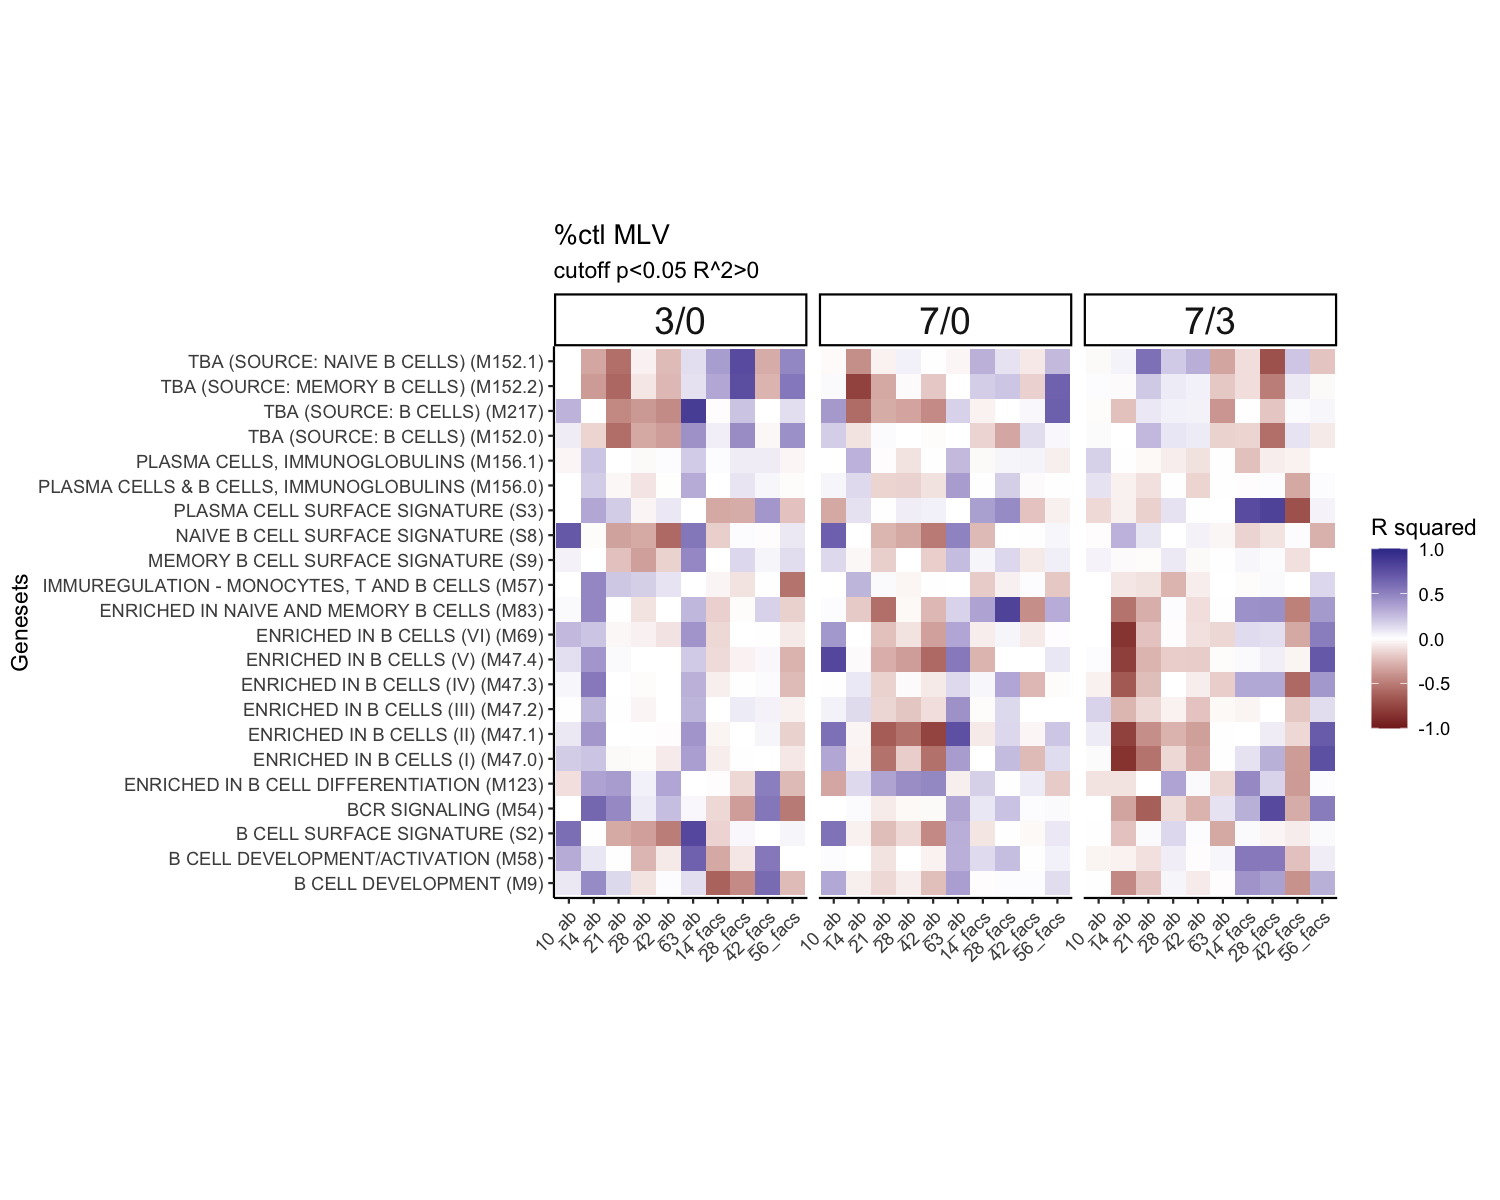 %ctl MLV
cutoff p<0.05 R^2>0
3/0 7/0 7/3
TBA (SOURCE: NAIVE B CELLS) (M152.1)
TBA (SOURCE: MEMORY B CELLS) (M152.2)
TBA (SOURCE: B CELLS) (M217)
TBA (SOURCE: B CELLS) (M152.0)
PLASMA CELLS, IMMUNOGLOBULINS (M156.1)
PLASMA CELLS & B CELLS, IMMUNOGLOBULINS (M156.0)
PLASMA CELL SURFACE SIGNATURE (S3)
NAIVE B CELL SURFACE SIGNATURE (S8)
MEMORY B CELL SURFACE SIGNATURE (S9)
IMMUREGULATION - MONOCYTES, T AND B CELLS (M57)
ENRICHED IN NAIVE AND MEMORY B CELLS (M83)
ENRICHED IN B CELLS (VI) (M69)
ENRICHED IN B CELLS (V) (M47.4)
ENRICHED IN B CELLS (IV) (M47.3)
ENRICHED IN B CELLS (III) (M47.2)
ENRICHED IN B CELLS (II) (M47.1)
ENRICHED IN B CELLS (I) (M47.0)
ENRICHED IN B CELL DIFFERENTIATION (M123)
BCR SIGNALING (M54)
B CELL SURFACE SIGNATURE (S2)
B CELL DEVELOPMENT/ACTIVATION (M58)
B CELL DEVELOPMENT (M9)
Genesets
10_ab 14_ab 21_ab 28_ab 42_ab 63_ab 14_facs 28_facs 42_facs 56_facs
10_ab 14_ab 21_ab 28_ab 42_ab 63_ab 14_facs 28_facs 42_facs 56_facs
10_ab 14_ab 21_ab 28_ab 42_ab 63_ab 14_facs 28_facs 42_facs 56_facs
R squared
1.0
0.5
0.0
-0.5
-1.0